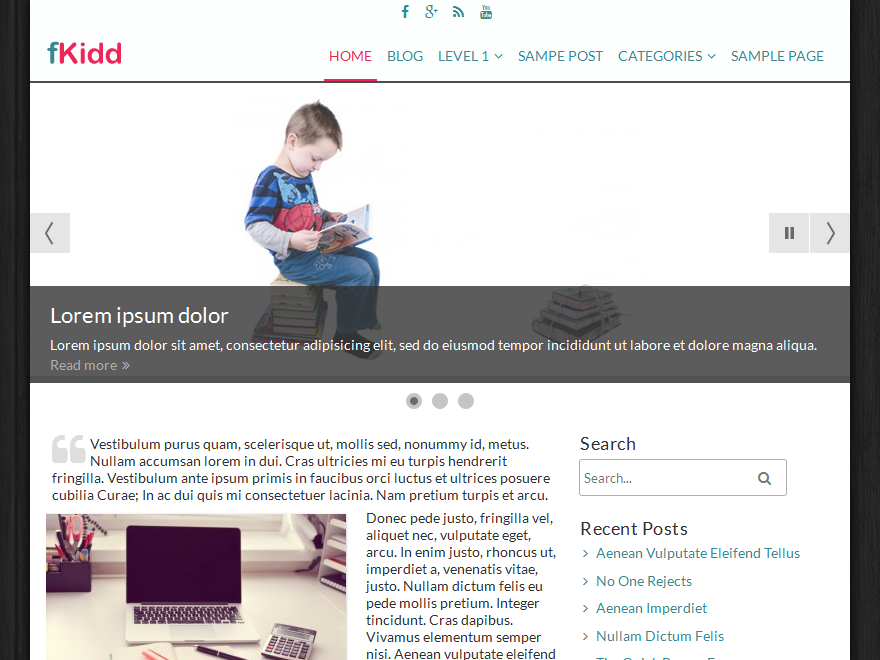 You
Tube
fKidd
HOME BLOG LEVEL 1 SAMPE POST CATEGORIES SAMPLE PAGE
Lorem ipsum dolor
Lorem ipsum dolor sit amet, consectetur adipisicing elit, sed do eiusmod tempor incididunt ut labore et dolore magna aliqua.
Read more »
Vestibulum purus quam, scelerisque ut, mollis sed, nonummy id, metus.
Nullam accumsan lorem in dui. Cras ultricies mi eu turpis hendrerit
fringilla. Vestibulum ante ipsum primis in faucibus orci luctus et ultrices posuere
cubilia Curae; In ac dui quis mi consectetuer lacinia. Nam pretium turpis et arcu.
Donec pede justo, fringilla vel,
aliquet nec, vulputate eget,
arcu. In enim justo, rhoncus ut,
imperdiet a, venenatis vitae,
justo. Nullam dictum felis eu
pede mollis pretium. Integer
tincidunt. Cras dapibus.
Vivamus elementum semper
nisi. Aenean vulputate eleifend
Search
Search...
Recent Posts
Aenean Vulputate Eleifend Tellus
No One Rejects
Aenean Imperdiet
Nullam Dictum Felis